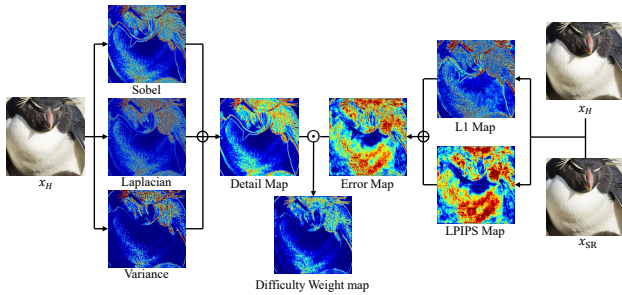 Sobel
x_H
Laplacian
Variance
Detail Map
Error Map
Difficulty Weight map
L1 Map
LPIPS Map
x_H
x_SR